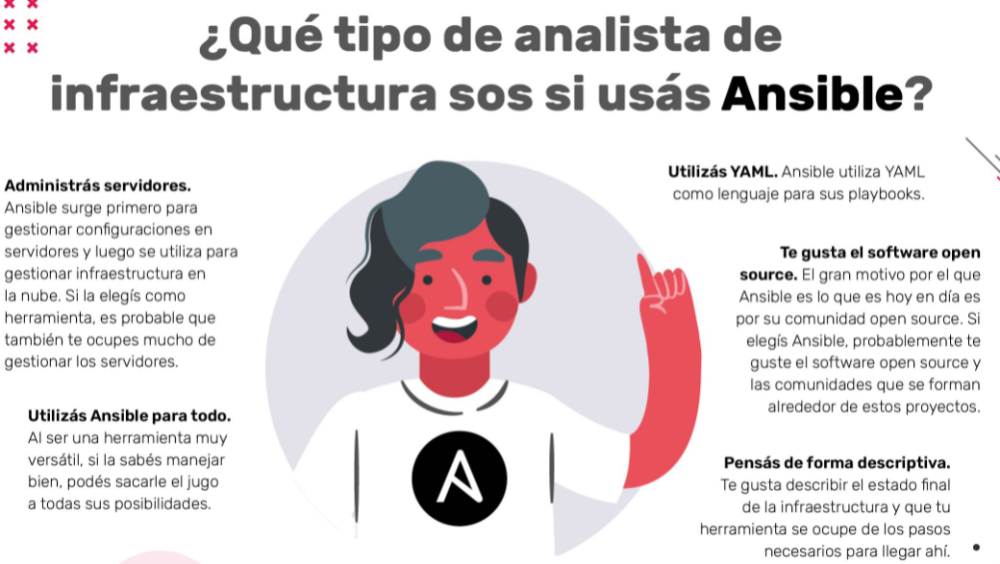 ¿Qué tipo de analista de
infraestructura sos si usás Ansible?
Administrás servidores.
Ansible surge primero para
gestionar configuraciones en
servidores y luego se utiliza para
gestionar infraestructura en
la nube. Si la elegís como
herramienta, es probable que
también te ocupes mucho de
gestionar los servidores.
Utilizás Ansible para todo.
Al ser una herramienta muy
versátil, si la sabés manejar
bien, podés sacarle el jugo
a todas sus posibilidades.
Utilizás YAML. Ansible utiliza YAML
como lenguaje para sus playbooks.
Te gusta el software open
source. El gran motivo por el que
Ansible es lo que es hoy en día es
por su comunidad open source. Si
elegís Ansible, probablemente te
guste el software open source y
las comunidades que se forman
alrededor de estos proyectos.
Pensás de forma descriptiva.
Te gusta describir el estado final
de la infraestructura y que tu
herramienta se ocupe de los pasos
necesarios para llegar ahí.